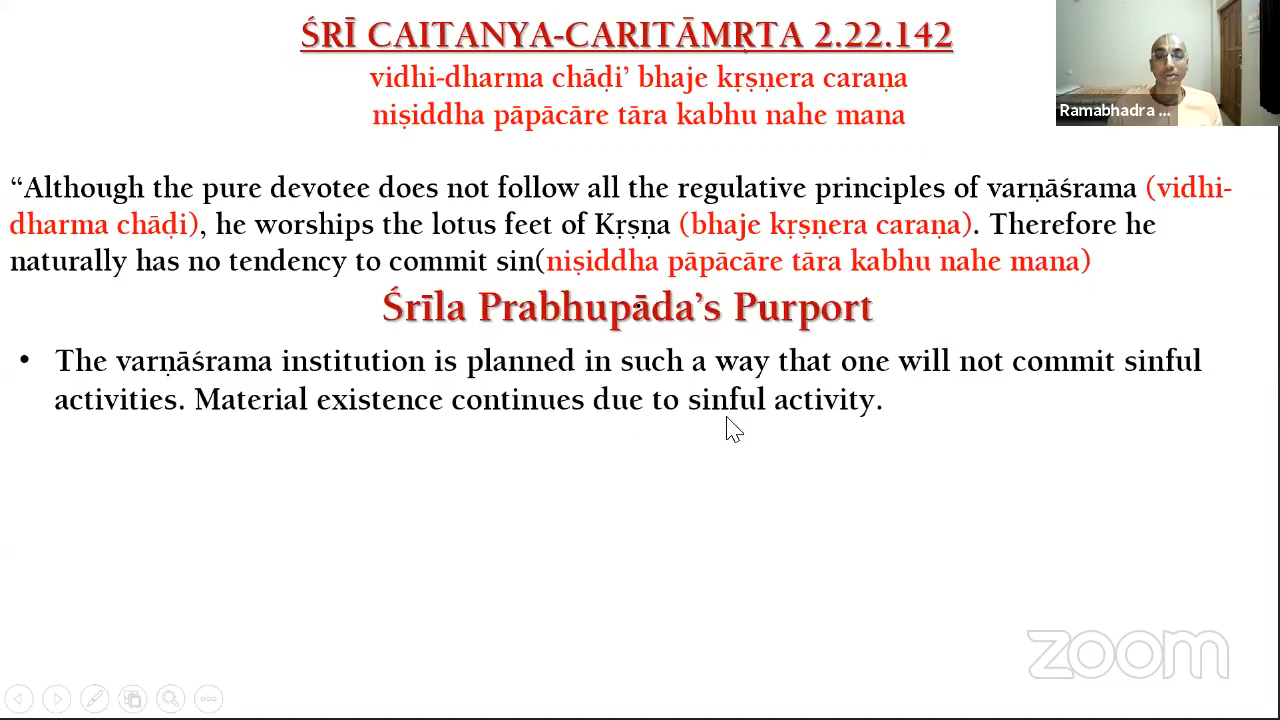 ŚRĪ CAITANYA-CARITĀMṚTA 2.22.142
vidhi-dharma chāḍi’ bhaje kṛṣṇera caraṇa
niṣiddha pāpācāre tāra kabhu nahe mana
Ramabhadra ...
“Although the pure devotee does not follow all the regulative principles of varṇāśrama (vidhi-
dharma chāḍi), he worships the lotus feet of Kṛṣṇa (bhaje kṛṣṇera caraṇa). Therefore he
naturally has no tendency to commit sin(niṣiddha pāpācāre tāra kabhu nahe mana)
Śrīla Prabhupāda’s Purport
• The varṇāśrama institution is planned in such a way that one will not commit sinful
activities. Material existence continues due to sinful activity.
zoom